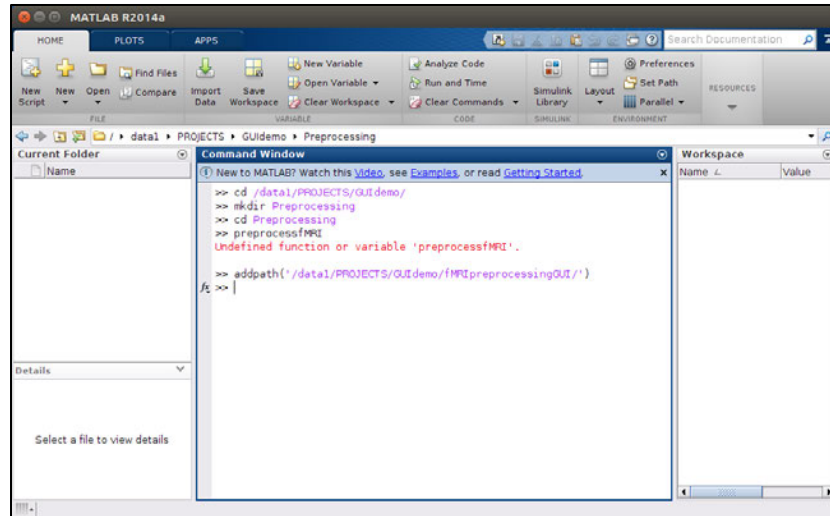 MATLAB R2014a
HOME PLOTS APPS Search Documentation
New Script New Open Find Files Compare Import Data Save Workspace New Variable Open Variable Clear Workspace Analyze Code Run and Time Clear Commands Simulink Library Layout Preferences Set Path Parallel RESOURCES
FILE VARIABLE CODE SIMULINK ENVIRONMENT
/ data1 PROJECTS GUIdemo Preprocessing
Current Folder
Name
Command Window
New to MATLAB? Watch this Video, see Examples, or read Getting Started.
>> cd /data1/PROJECTS/GUIdemo/
>> mkdir Preprocessing
>> cd Preprocessing
>> preprocessfMRI
Undefined function or variable 'preprocessfMRI'.
>> addpath('/data1/PROJECTS/GUIdemo/fMRIpreprocessingGUI/')
fx >>
Workspace
Name Value
Details
Select a file to view details